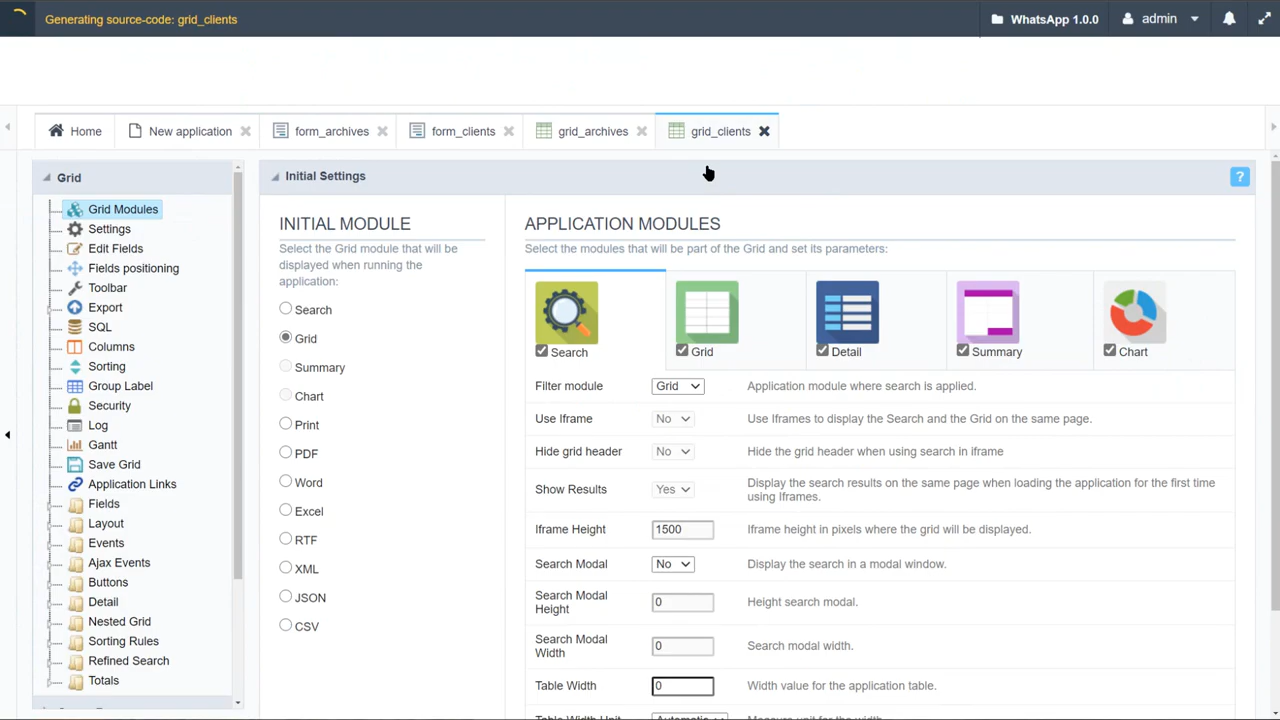 Generating source-code: grid_clients
WhatsApp 1.0.0
admin
Home
New application
form_archives
form_clients
grid_archives
grid_clients
Grid
Grid Modules
Settings
Edit Fields
Fields positioning
Toolbar
Export
SQL
Columns
Sorting
Group Label
Security
Log
Gantt
Save Grid
Application Links
Fields
Layout
Events
Ajax Events
Buttons
Detail
Nested Grid
Sorting Rules
Refined Search
Totals
Initial Settings
?
INITIAL MODULE
Select the Grid module that will be
displayed when running the
application:
Search
Grid
Summary
Chart
Print
PDF
Word
Excel
RTF
XML
JSON
CSV
APPLICATION MODULES
Select the modules that will be part of the Grid and set its parameters:
Search
Grid
Detail
Summary
Chart
Filter module Grid Application module where search is applied.
Use Iframe No Use Iframes to display the Search and the Grid on the same page.
Hide grid header No Hide the grid header when using search in iframe
Show Results Yes Display the search results on the same page when loading the application for the first time
using Iframes.
Iframe Height 1500 Iframe height in pixels where the grid will be displayed.
Search Modal No Display the search in a modal window.
Search Modal
Height 0 Height search modal.
Search Modal
Width 0 Search modal width.
Table Width 0 Width value for the application table.
Table Width Unit Automatic Measure unit for the width.